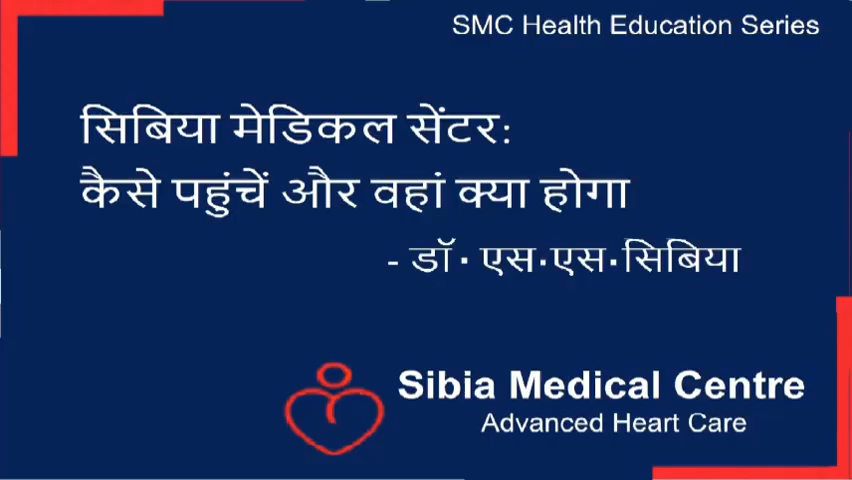 SMC Health Education Series
सिबिया मेडिकल सेंटर:
कैसे पहुंचें और वहां क्या होगा
- डॉ· एस·एस·सिबिया
Sibia Medical Centre
Advanced Heart Care